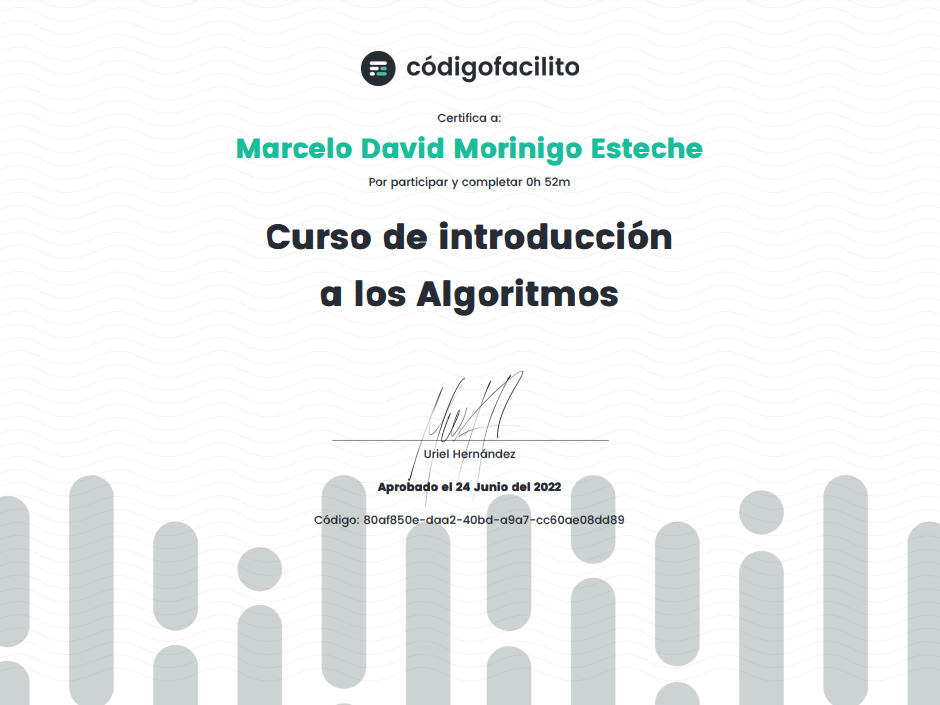 códigofacilito
Certifica a:
Marcelo David Morinigo Esteche
Por participar y completar 0h 52m
Curso de introducción
a los Algoritmos
Uriel Hernández
Aprobado el 24 Junio del 2022
Código: 80af850e-daa2-40bd-a9a7-cc60ae08dd89